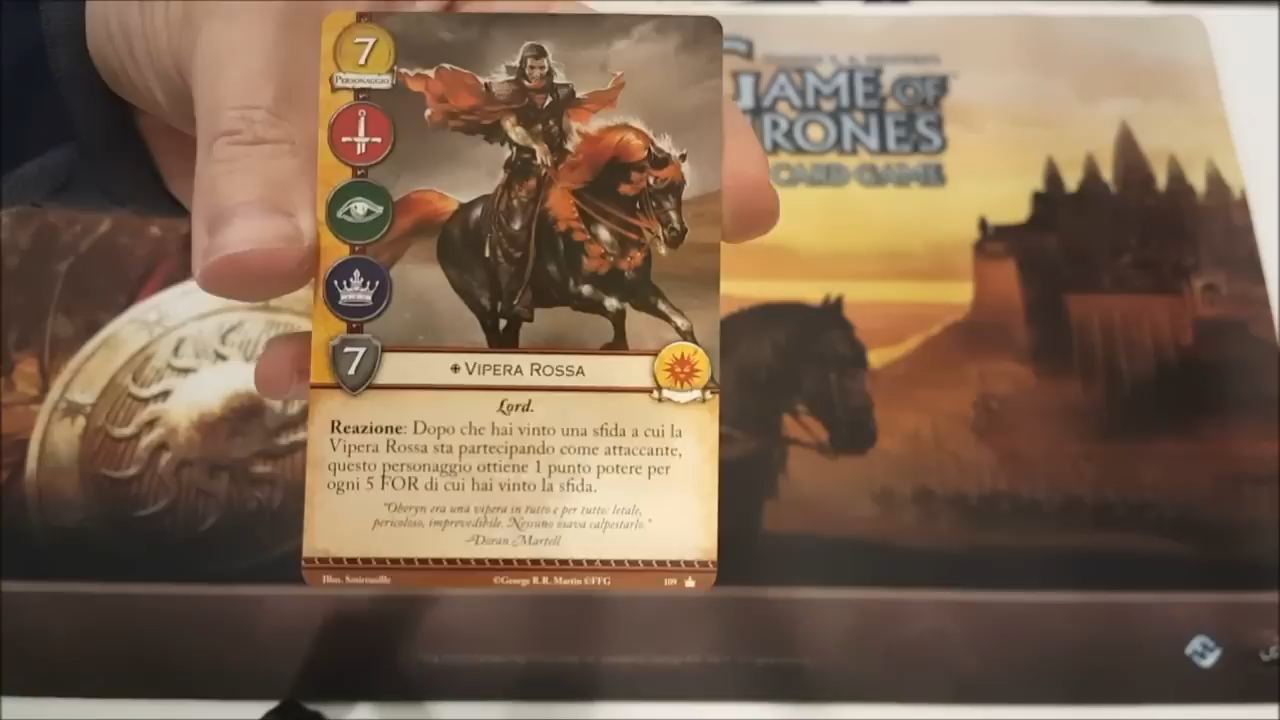 7
PERSONAGGIO
7
VIPERA ROSSA
Lord.
Reazione: Dopo che hai vinto una sfida a cui la
Vipera Rossa sta partecipando come attaccante,
questo personaggio ottiene 1 punto potere per
ogni 5 FOR di cui hai vinto la sfida.
"Oberyn era una vipera in tutto e per tutto: letale,
pericoloso, imprevedibile. Nessuno osava calpestarlo."
-Doran Martell
©George R.R. Martin ©FFG
109
GAME OF
THRONES
CARD GAME